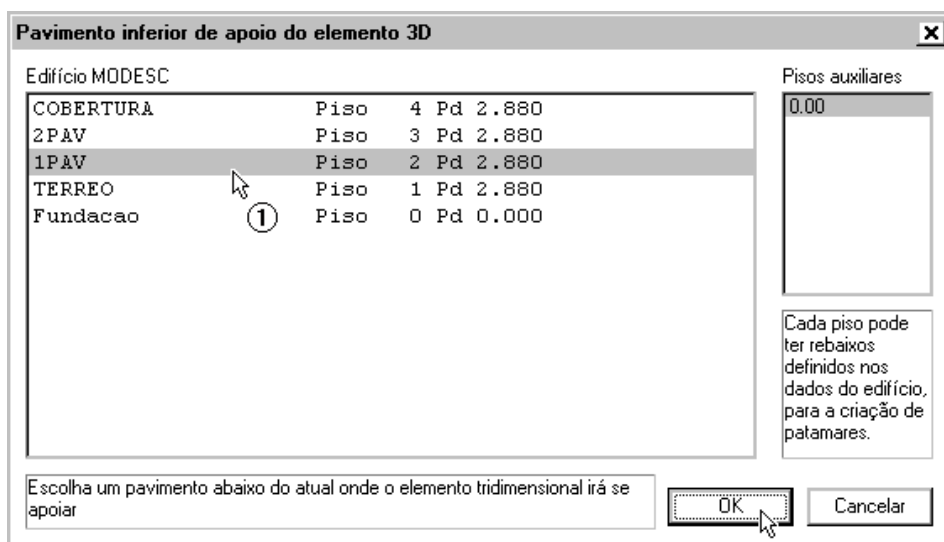 Pavimento inferior de apoio do elemento 3D
Edifício MODESC
Pisos auxiliares
COBERTURA Piso 4 Pd 2.880
2PAV Piso 3 Pd 2.880
1PAV Piso 2 Pd 2.880
TERREO Piso 1 Pd 2.880
Fundacao Piso 0 Pd 0.000
1
0.00
Cada piso pode
ter rebaixos
definidos nos
dados do edifício,
para a criação de
patamares.
Escolha um pavimento abaixo do atual onde o elemento tridimensional irá se
apoiar
OK
Cancelar